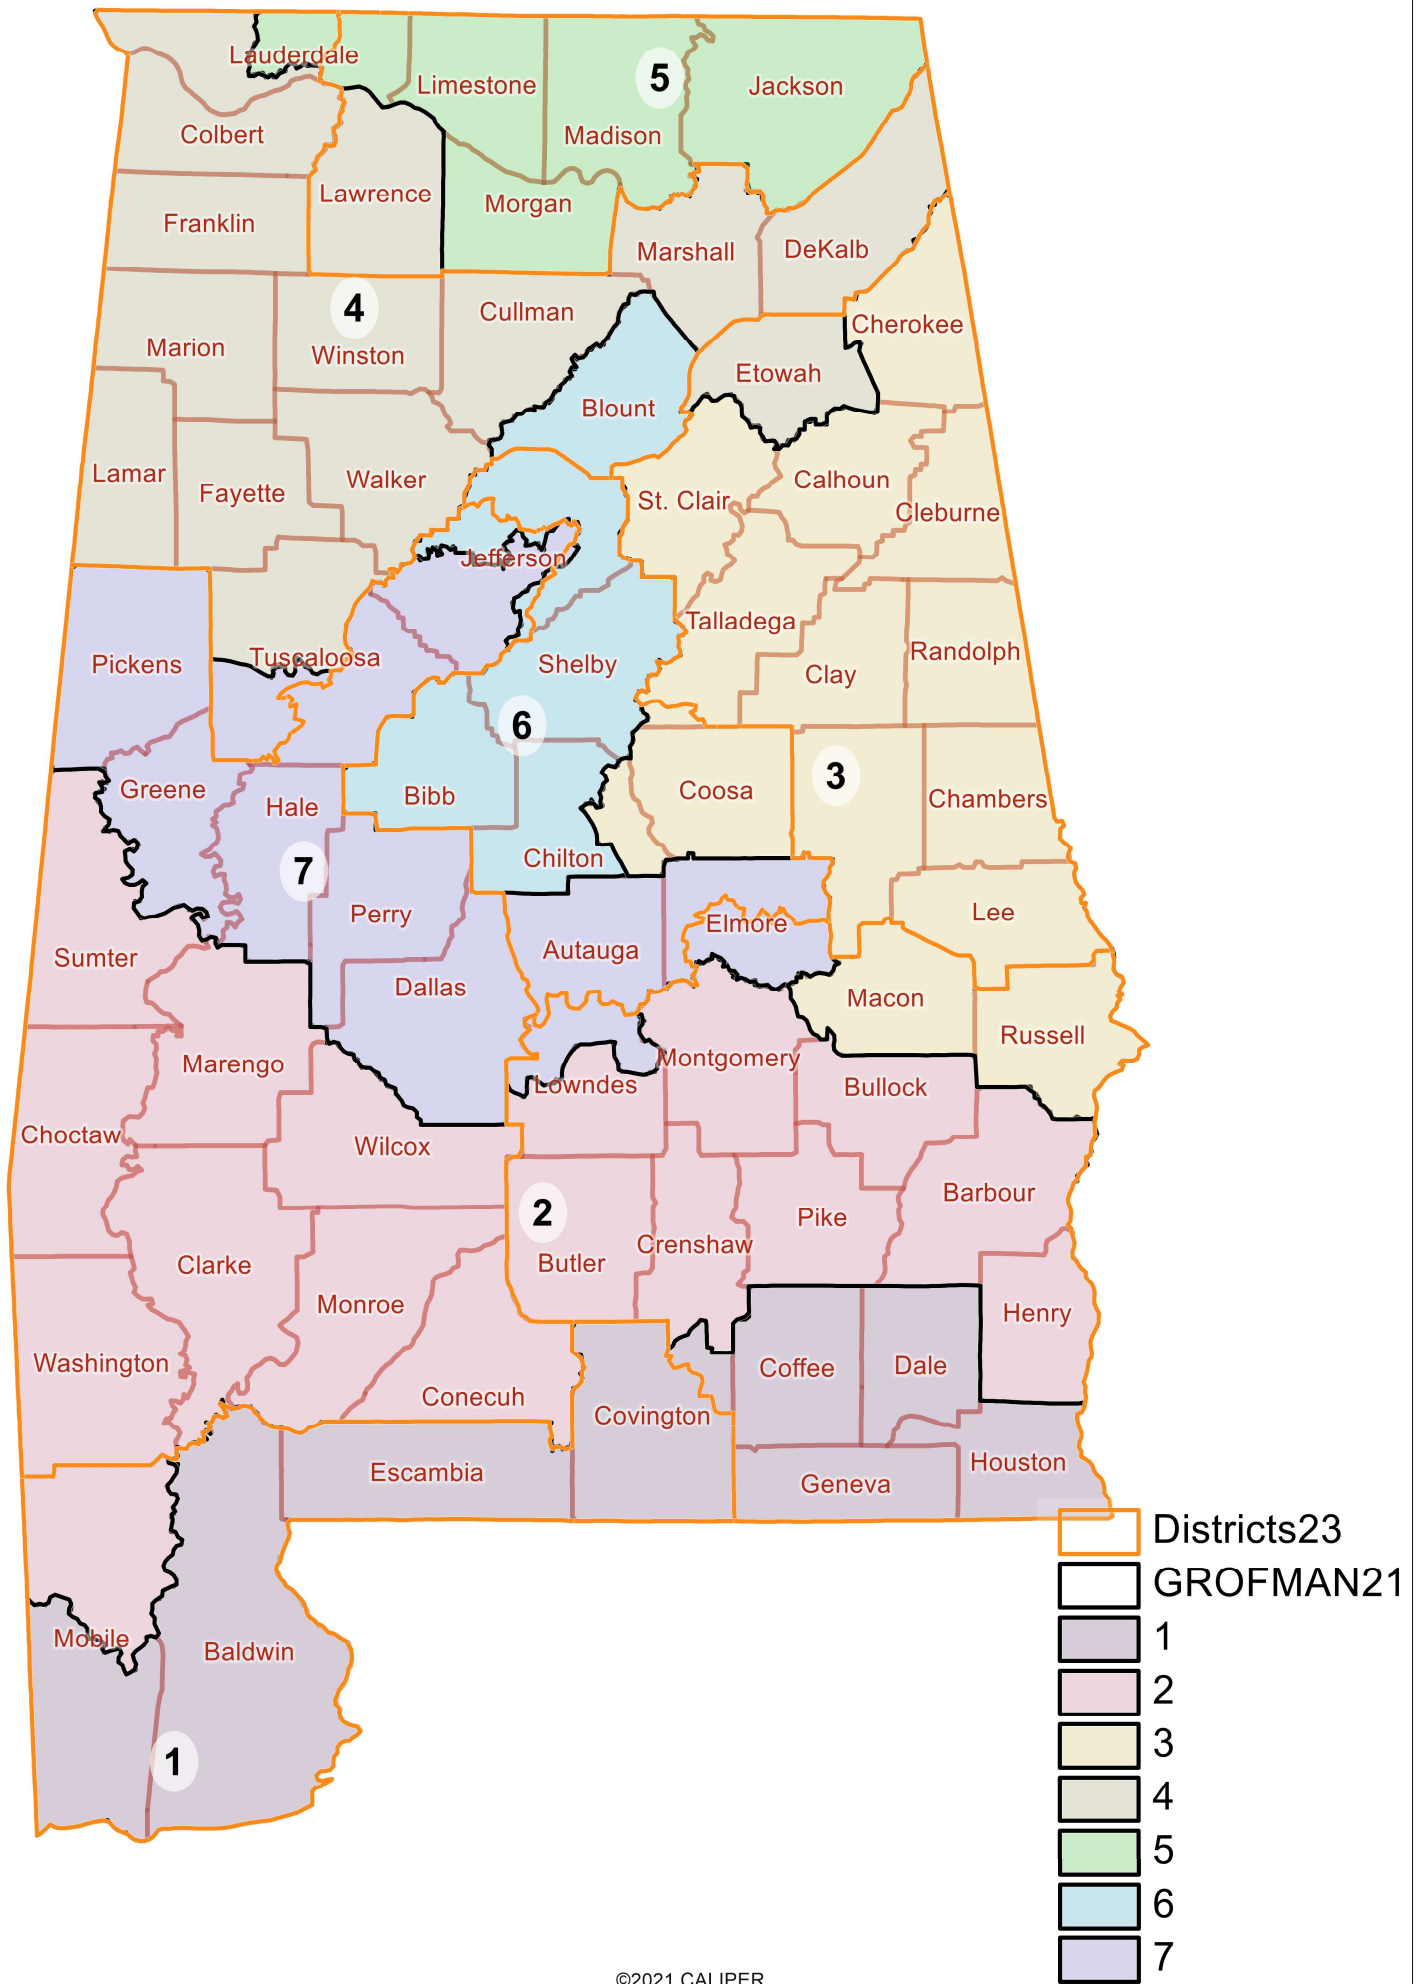 Lauderdale
Limestone
5
Jackson
Colbert
Madison
Lawrence
Morgan
Franklin
Marshall
DeKalb
4
Cullman
Cherokee
Marion
Winston
Etowah
Blount
Lamar
Fayette
Walker
St. Clair
Calhoun
Cleburne
Jefferson
Talladega
Pickens
Tuscaloosa
Shelby
Clay
Randolph
6
3
Greene
Hale
Bibb
Coosa
Chambers
7
Chilton
Perry
Elmore
Lee
Sumter
Autauga
Dallas
Macon
Russell
Marengo
Montgomery
Lowndes
Bullock
Choctaw
Wilcox
Barbour
2
Pike
Clarke
Butler
Crenshaw
Monroe
Henry
Washington
Coffee
Dale
Conecuh
Covington
Escambia
Geneva
Houston
Mobile
Baldwin
1
Districts23
GROFMAN21
1
2
3
4
5
6
7
©2021 CALIPER